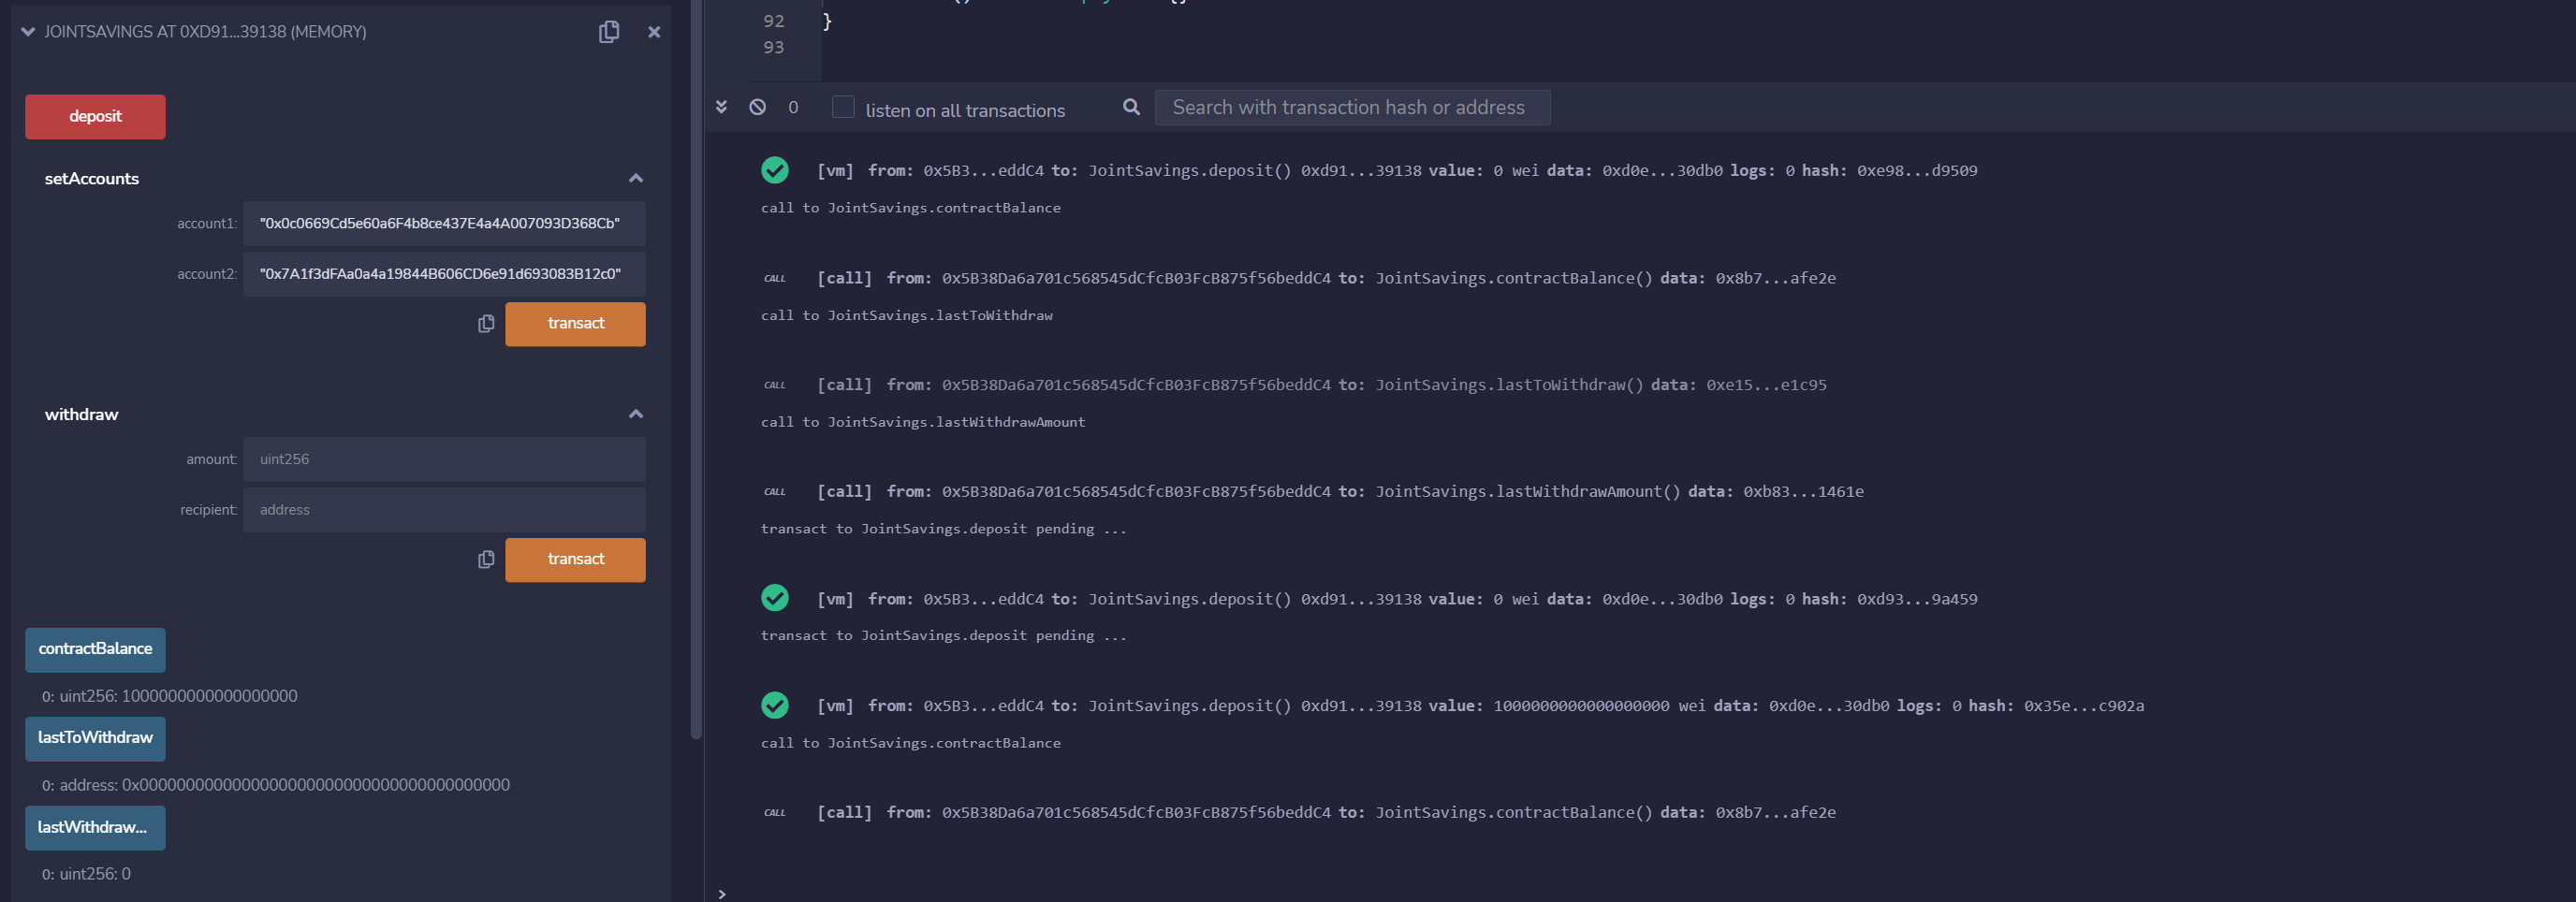 JOINTSAVINGS AT 0XD91...39138 (MEMORY)
deposit
setAccounts
account1: "0x0c0669Cd5e60a6F4b8ce437E4a4A007093D368Cb"
account2: "0x7A1f3dFAa0a4a19844B606CD6e91d693083B12c0"
transact
withdraw
amount: uint256
recipient: address
transact
contractBalance
0: uint256: 1000000000000000000
lastToWithdraw
0: address: 0x0000000000000000000000000000000000000000
lastWithdraw...
0: uint256: 0
92 }
93
0 listen on all transactions Search with transaction hash or address
[vm] from: 0x5B3...eddC4 to: JointSavings.deposit() 0xd91...39138 value: 0 wei data: 0xd0e...30db0 logs: 0 hash: 0xe98...d9509
call to JointSavings.contractBalance
CALL [call] from: 0x5B38Da6a701c568545dCfcB03FcB875f56beddC4 to: JointSavings.contractBalance() data: 0x8b7...afe2e
call to JointSavings.lastToWithdraw
CALL [call] from: 0x5B38Da6a701c568545dCfcB03FcB875f56beddC4 to: JointSavings.lastToWithdraw() data: 0xe15...e1c95
call to JointSavings.lastWithdrawAmount
CALL [call] from: 0x5B38Da6a701c568545dCfcB03FcB875f56beddC4 to: JointSavings.lastWithdrawAmount() data: 0xb83...1461e
transact to JointSavings.deposit pending ...
[vm] from: 0x5B3...eddC4 to: JointSavings.deposit() 0xd91...39138 value: 0 wei data: 0xd0e...30db0 logs: 0 hash: 0xd93...9a459
transact to JointSavings.deposit pending ...
[vm] from: 0x5B3...eddC4 to: JointSavings.deposit() 0xd91...39138 value: 1000000000000000000 wei data: 0xd0e...30db0 logs: 0 hash: 0x35e...c902a
call to JointSavings.contractBalance
CALL [call] from: 0x5B38Da6a701c568545dCfcB03FcB875f56beddC4 to: JointSavings.contractBalance() data: 0x8b7...afe2e
>